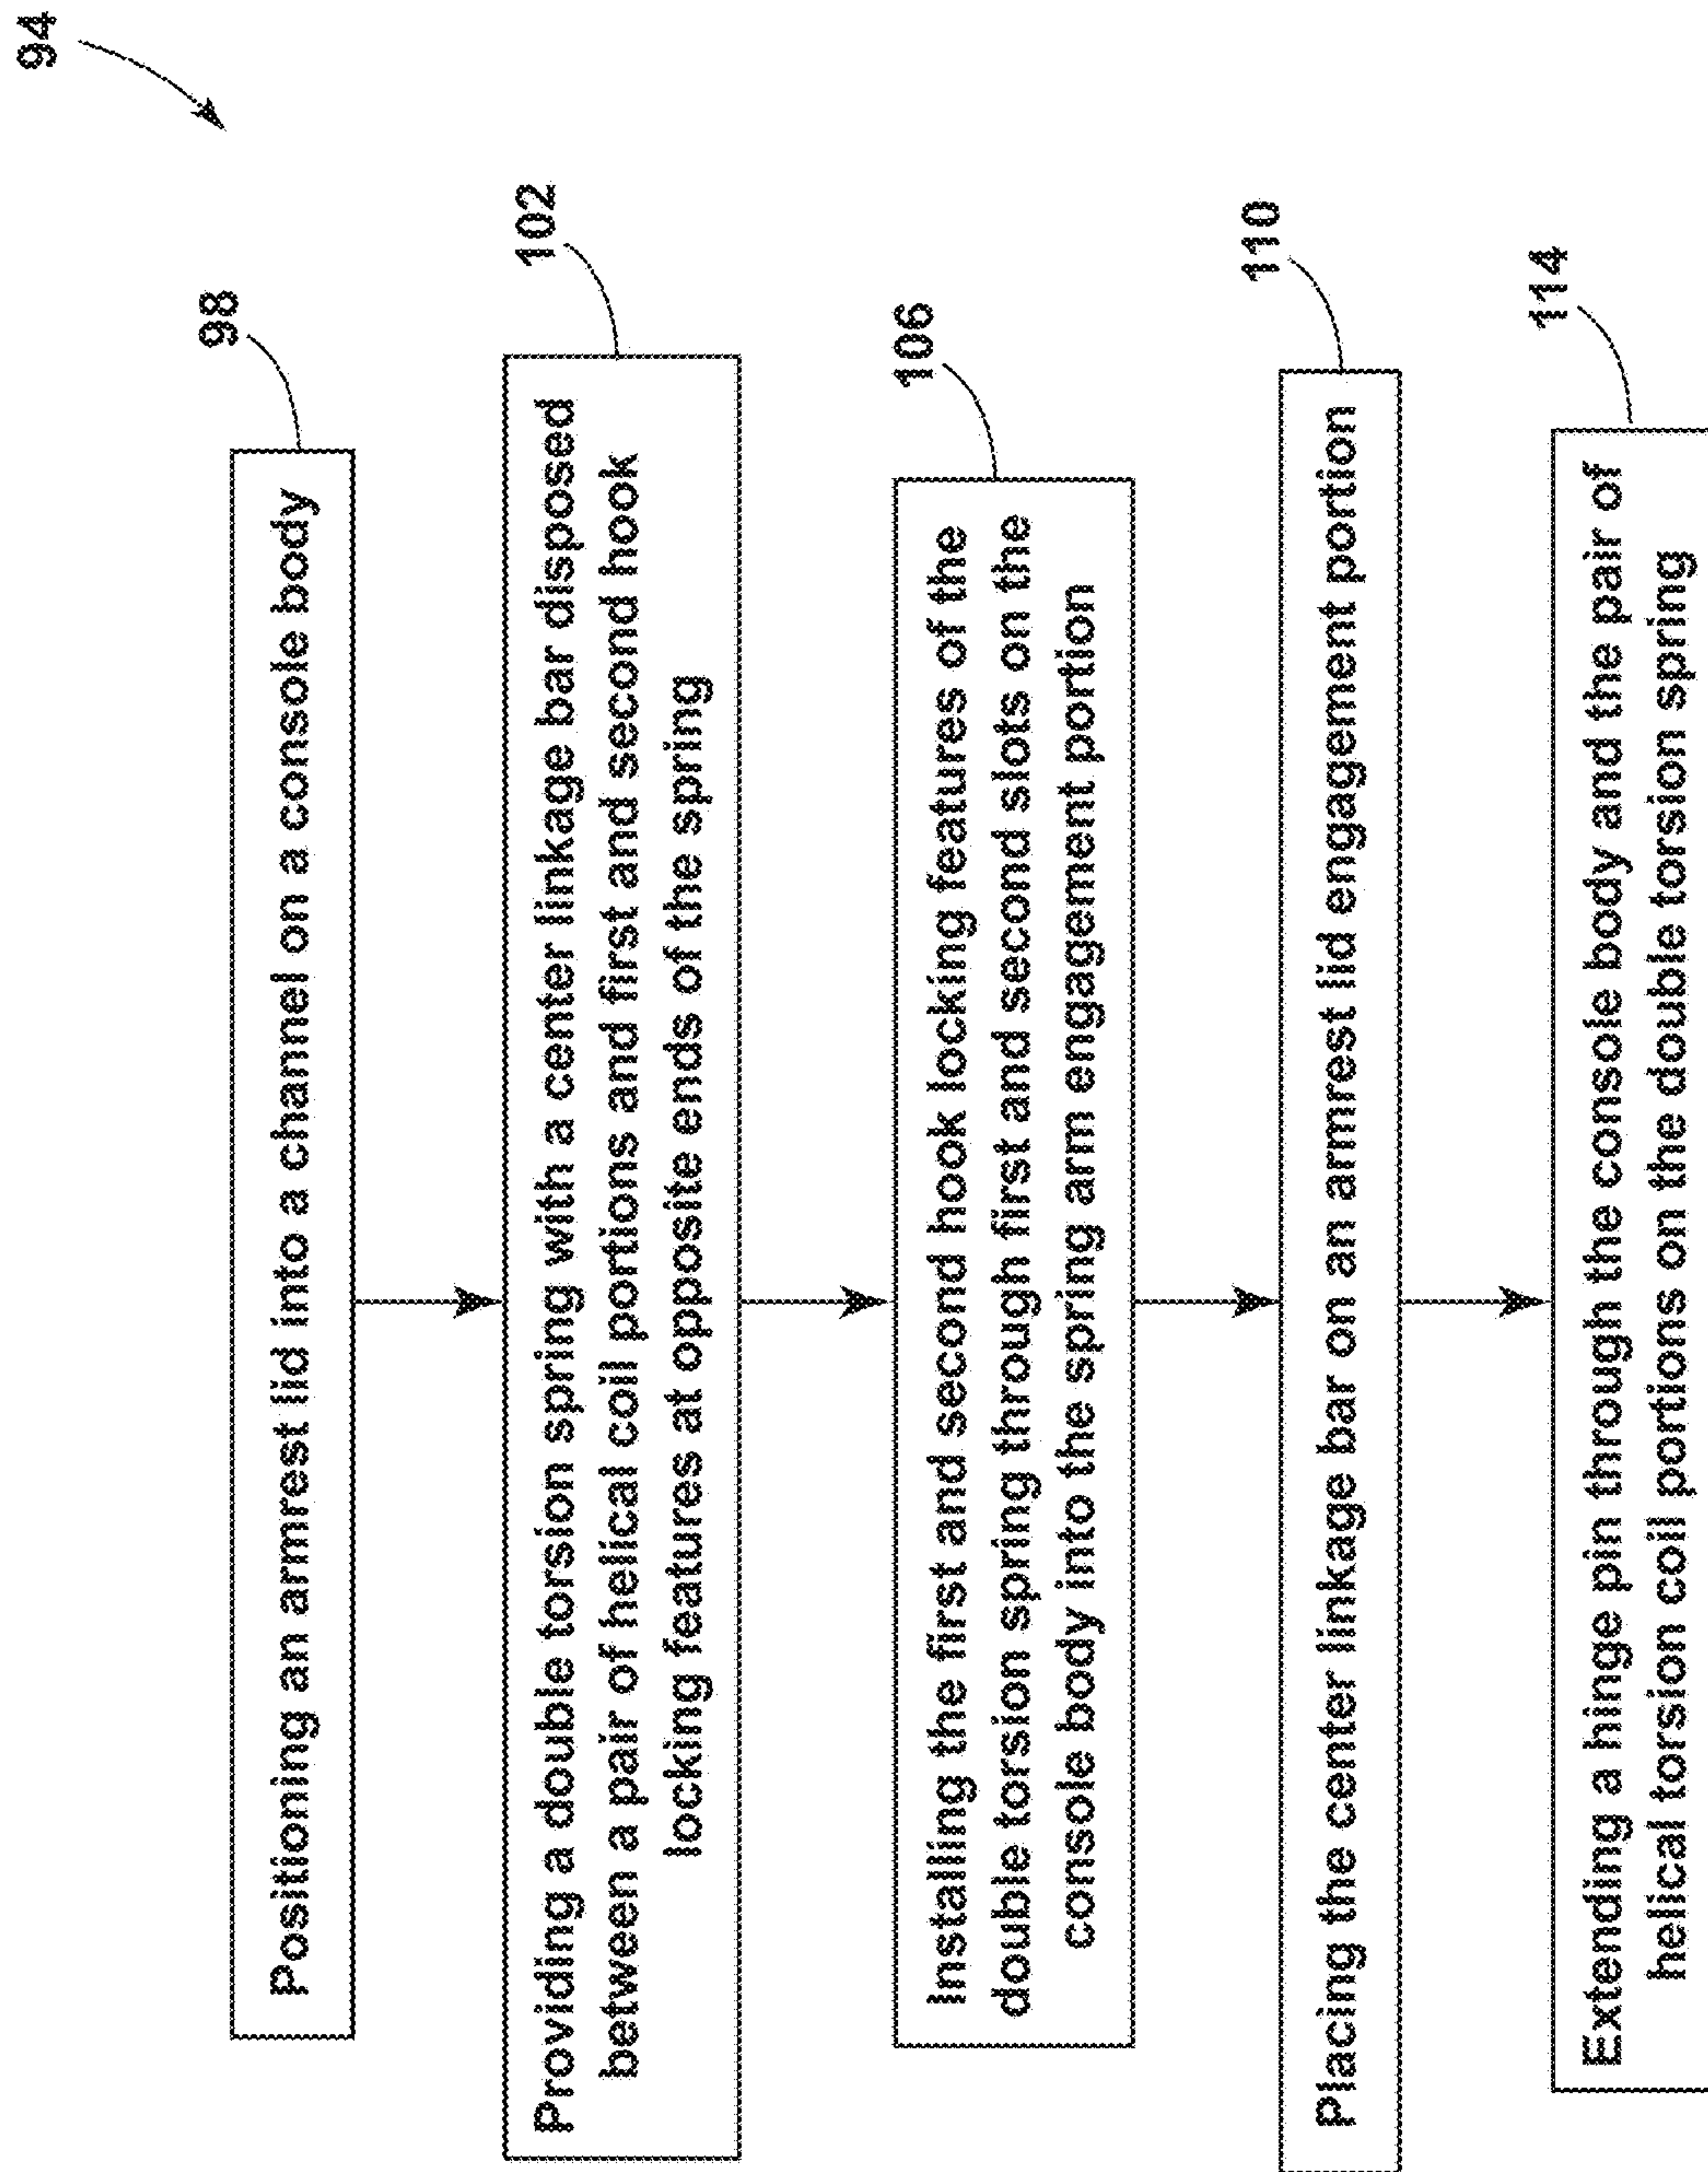 94
98
Positioning an armrest lid into a channel on a console body
102
Providing a double torsion spring with a center linkage bar disposed
between a pair of helical coil portions and first and second hook
locking features at opposite ends of the spring
106
Installing the first and second hook locking features of the
double torsion spring through first and second slots on the
console body into the spring arm engagement portion
110
Placing the center linkage bar on an armrest lid engagement portion
114
Extending a hinge pin through the console body and the pair of
helical torsion coil portions on the double torsion spring